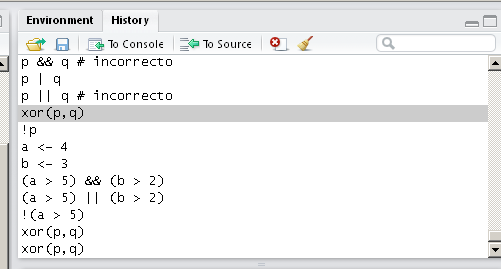 Environment History
To Console To Source
p && q # incorrecto
p | q
p || q # incorrecto
xor(p,q)
!p
a <- 4
b <- 3
(a > 5) && (b > 2)
(a > 5) || (b > 2)
!(a > 5)
xor(p,q)
xor(p,q)